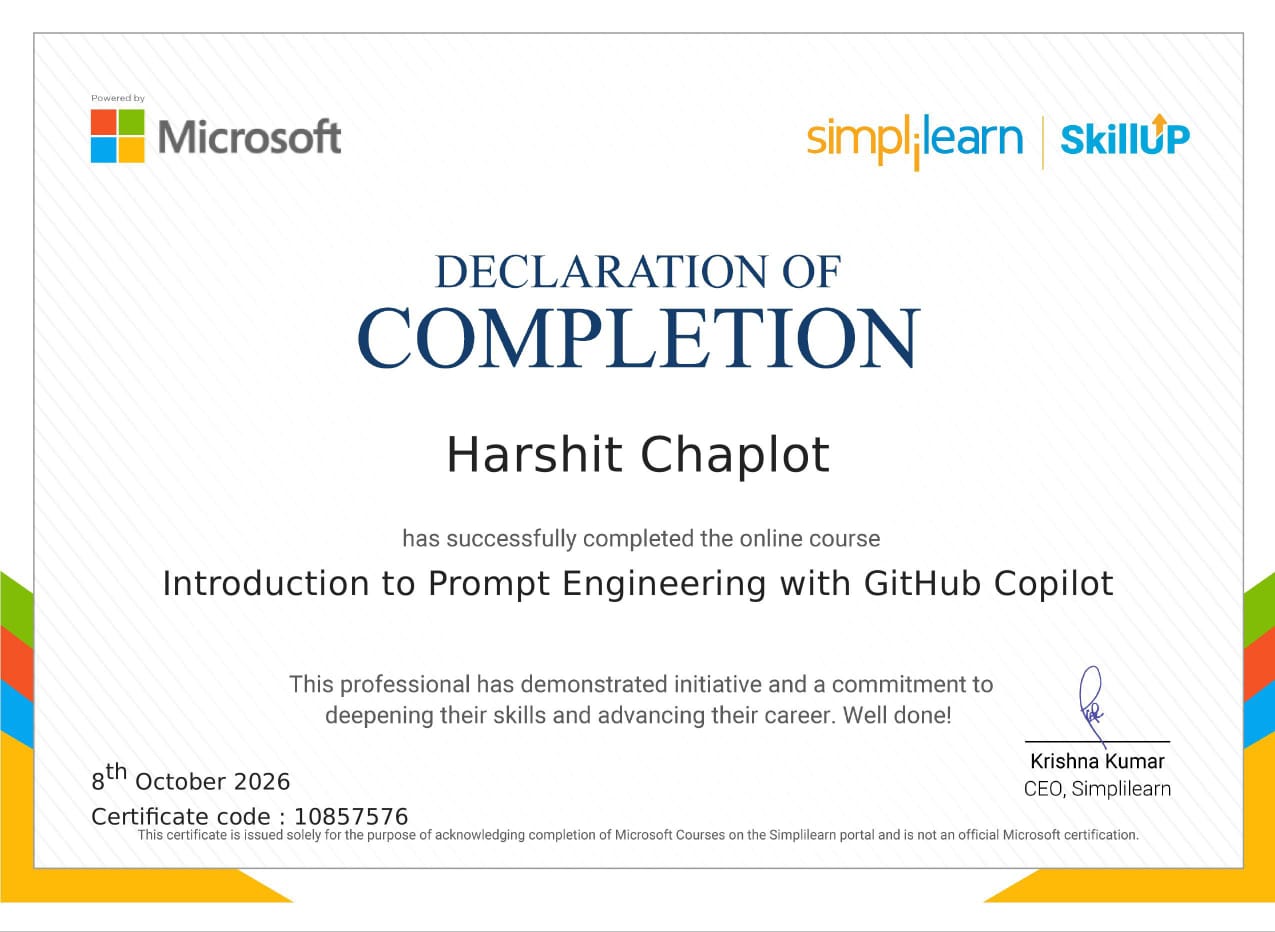 Powered by
Microsoft
simplilearn | SkillUP
DECLARATION OF
COMPLETION
Harshit Chaplot
has successfully completed the online course
Introduction to Prompt Engineering with GitHub Copilot
This professional has demonstrated initiative and a commitment to
deepening their skills and advancing their career. Well done!
Krishna Kumar
CEO, Simplilearn
8th October 2026
Certificate code : 10857576
This certificate is issued solely for the purpose of acknowledging completion of Microsoft Courses on the Simplilearn portal and is not an official Microsoft certification.